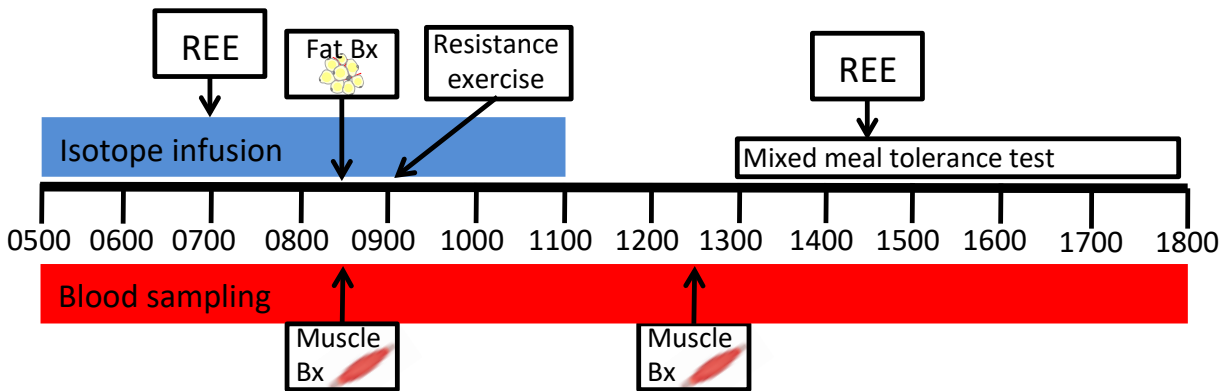 REE
Fat Bx
Resistance
exercise
REE
Isotope infusion
Mixed meal tolerance test
0500 0600 0700 0800 0900 1000 1100 1200 1300 1400 1500 1600 1700 1800
Blood sampling
Muscle
Bx
Muscle
Bx